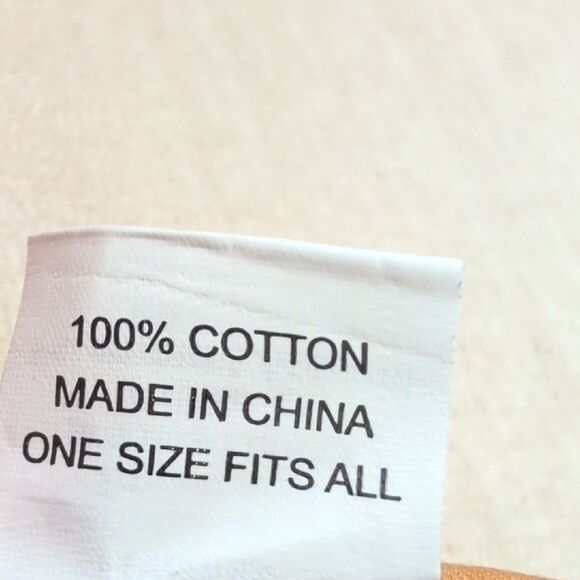 100% COTTON
MADE IN CHINA
ONE SIZE FITS ALL